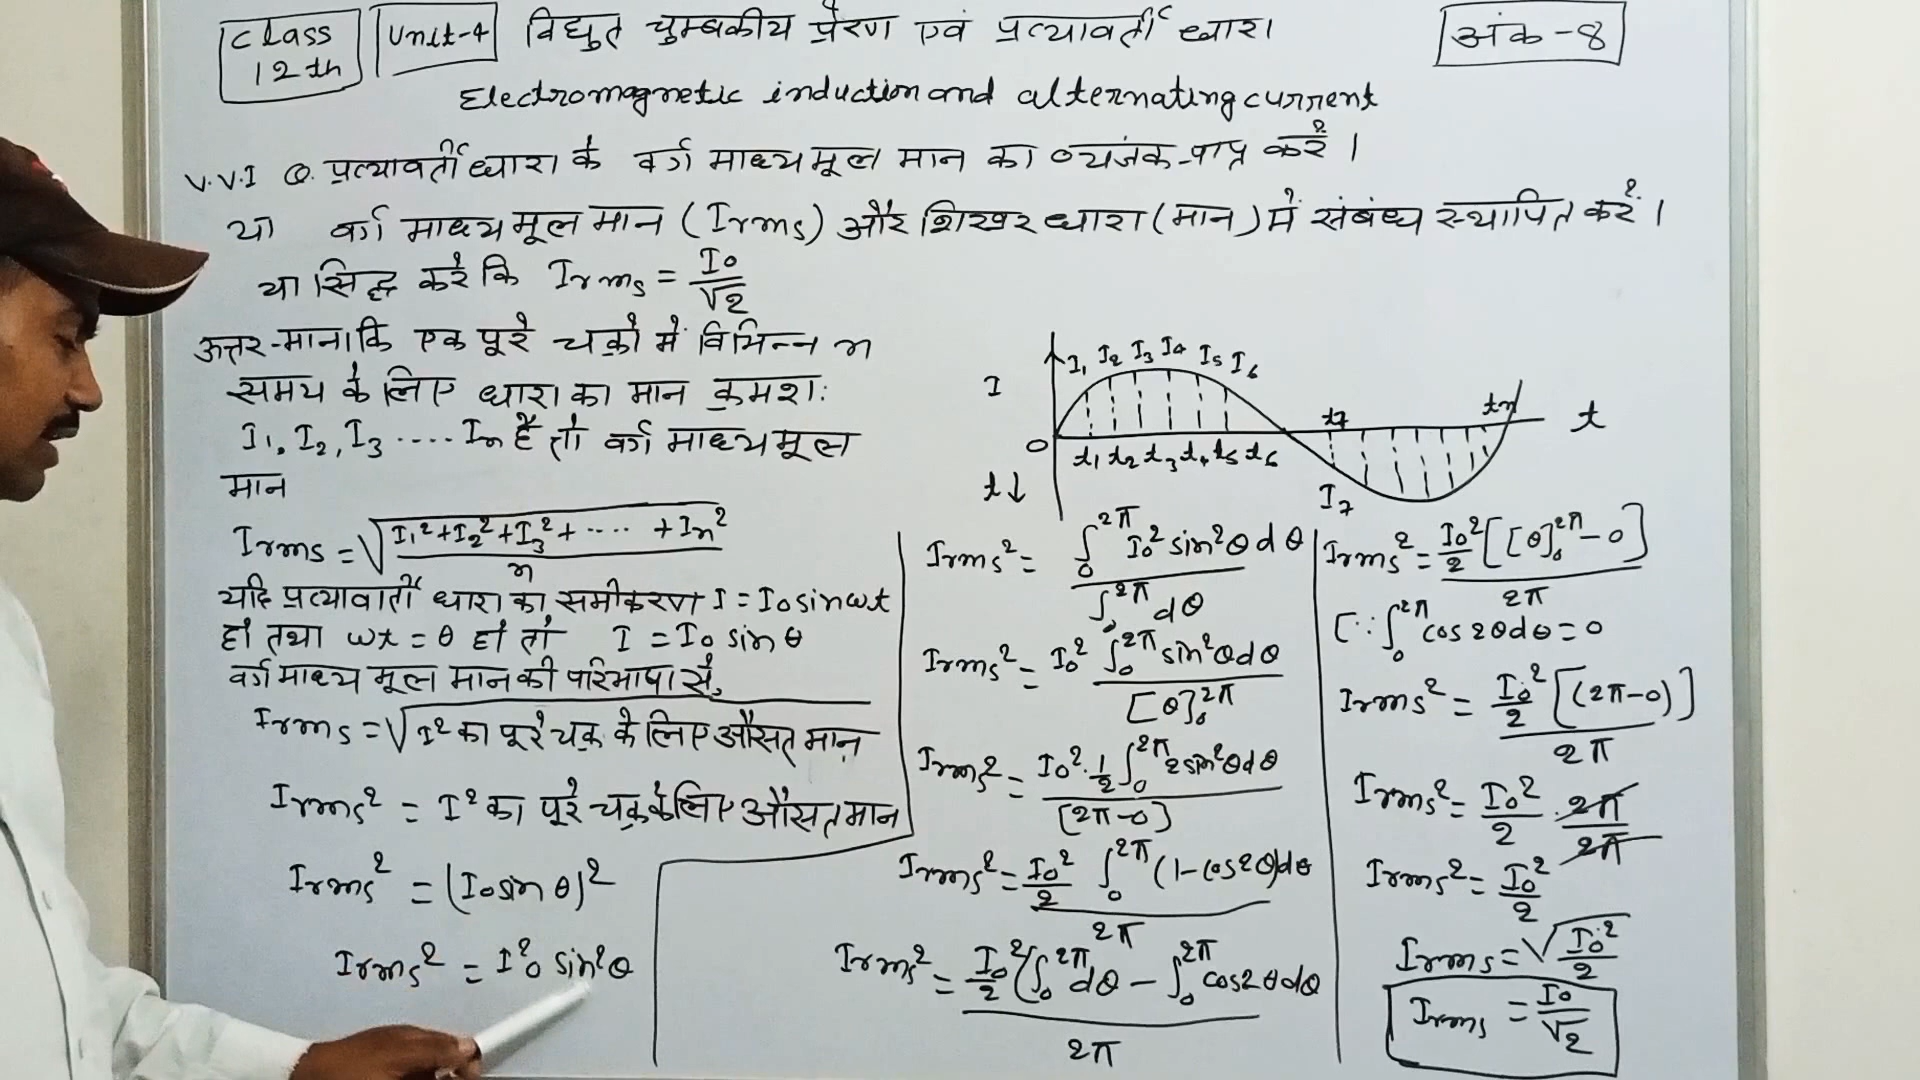 Class 12th
Unit-4
विद्युत चुम्बकीय प्रेरण एवं प्रत्यावर्ती धारा।
अंक-8
Electromagnetic induction and alternating current
V.V.I Q. प्रत्यावर्ती धारा के वर्ग माध्य मूल मान का व्यंजक प्राप्त करें।
या वर्ग माध्य मूल मान (Irms) और शिखर धारा (मान) में संबंध स्थापित करें।
या सिद्ध करें कि Irms = I₀/√2
उत्तर-माना कि एक पूरे चक्रो में विभिन्न n
समय के लिए धारा का मान क्रमशः
I₁, I₂, I₃ .... Iₙ हैं तो वर्ग माध्य मूल
मान
Irms = √((I₁²+I₂²+I₃²+.....+Iₙ²)/n)
यदि प्रत्यावर्ती धारा का समीकरण I = I₀ sin ωt
हो तथा ωt = θ हो तो I = I₀ sin θ
वर्ग माध्य मूल मान की परिभाषा से,
Irms = √(I² का पूरे चक्र के लिए औसत मान)
Irms² = I² का पूरे चक्र के लिए औसत मान
Irms² = (I₀ sin θ)²
Irms² = I₀² sin²θ
I
I₁ I₂ I₃ I₄ I₅ I₆
0
t₁ t₂ t₃ t₄ t₅ t₆
t₇ tₙ t
t↓
I₇
Irms² = ∫₀^2π I₀² sin²θ dθ / ∫₀^2π dθ
Irms² = I₀² ∫₀^2π sin²θ dθ / [θ]₀^2π
Irms² = I₀²·½ ∫₀^2π 2sin²θ dθ / [2π-0]
Irms² = I₀²/2 ∫₀^2π (1-cos2θ)dθ / 2π
Irms² = I₀²/2 (∫₀^2π dθ - ∫₀^2π cos2θ dθ / 2π
Irms² = I₀²/2 [[θ]₀^2π - 0] / 2π
[∵ ∫₀^2π cos 2θ dθ = 0
Irms² = I₀²/2 [(2π-0)] / 2π
Irms² = I₀²/2 · 2π/2π
Irms² = I₀²/2
Irms = √(I₀²/2)
Irms = I₀/√2